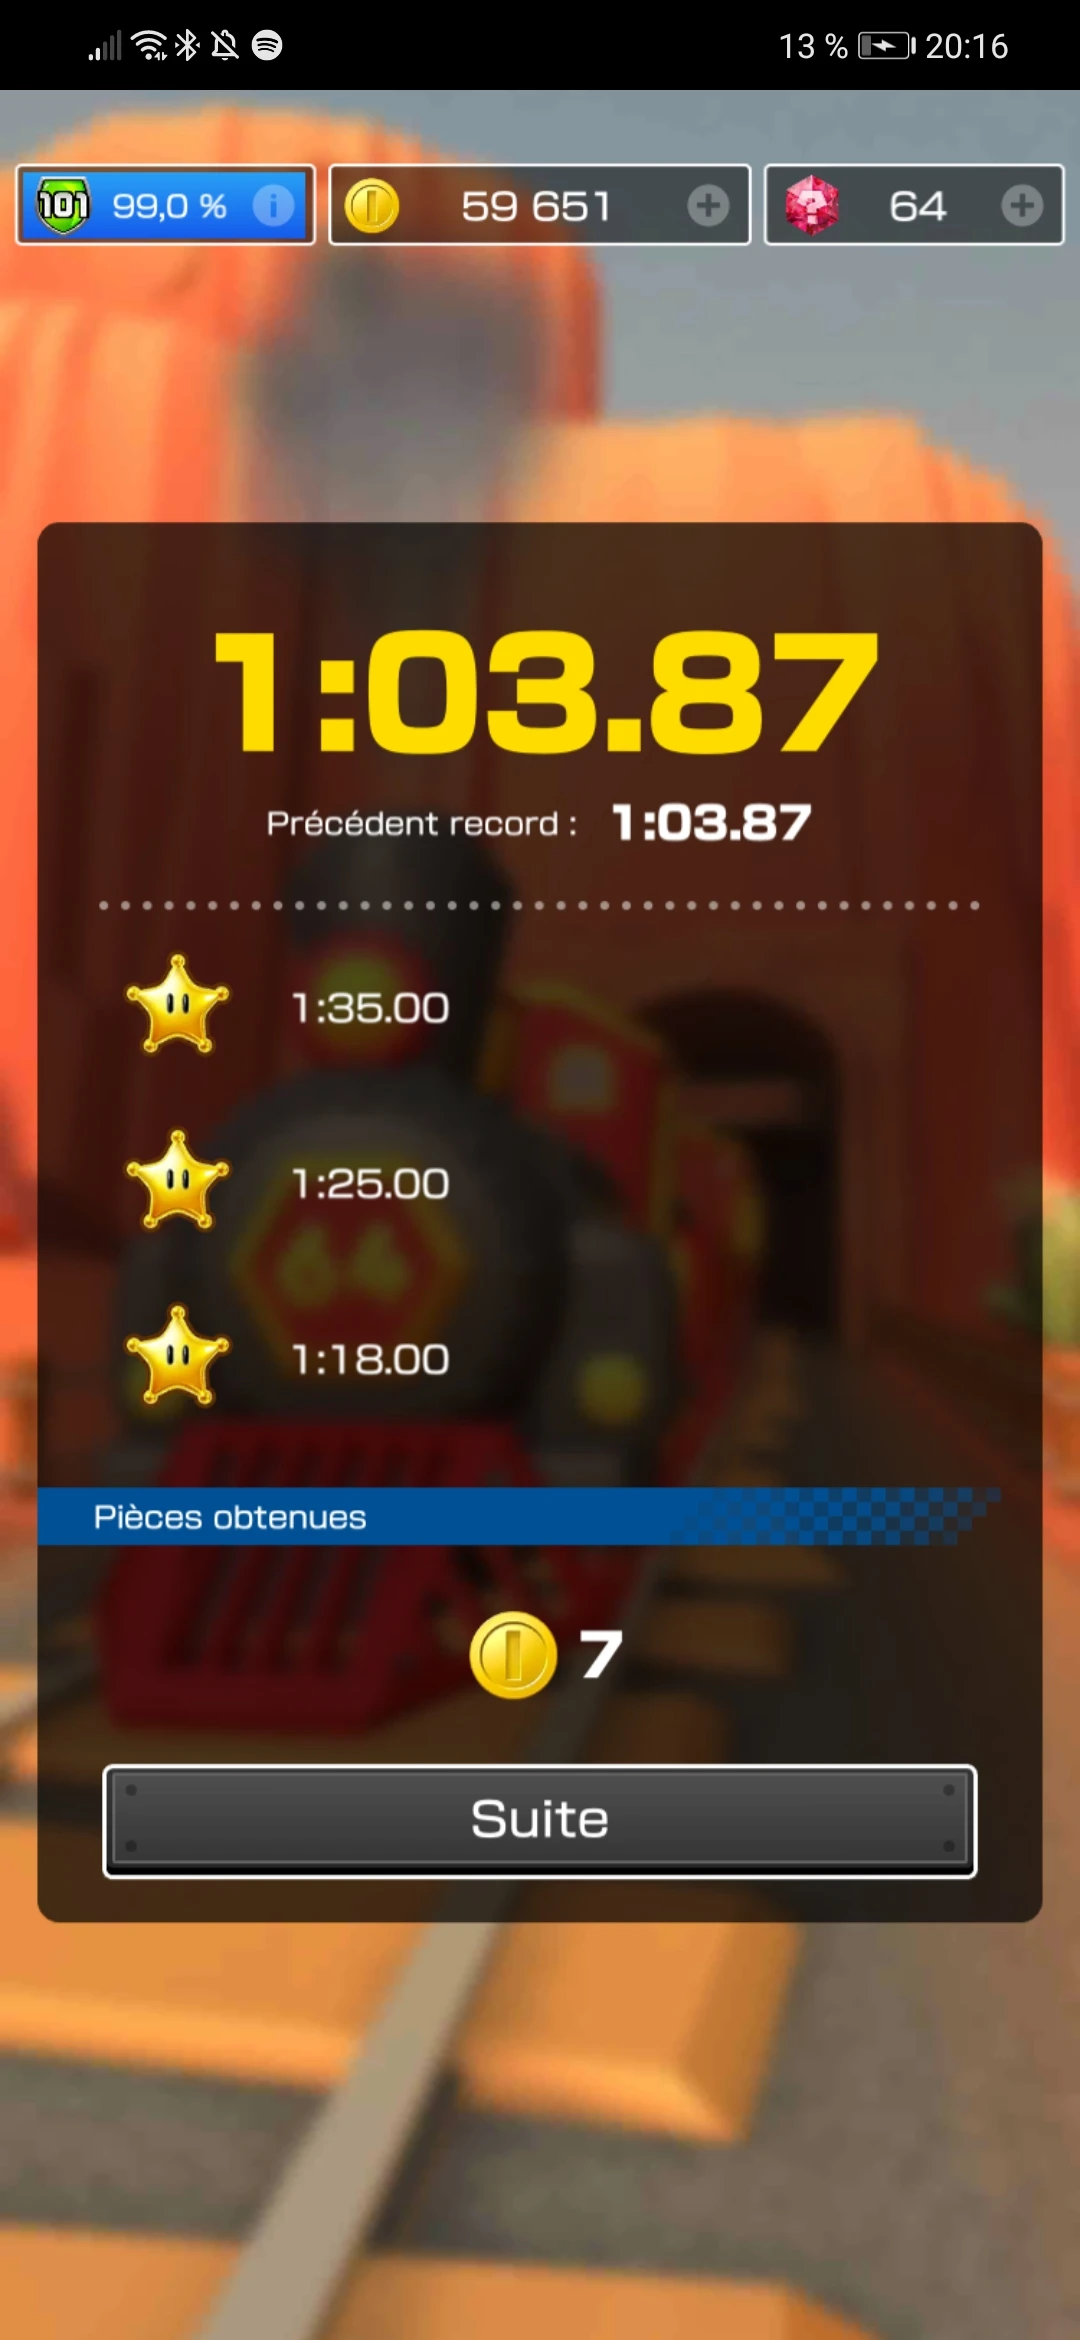 13 % 20:16
101 99,0 % i 59 651 + 64 +
1:03.87
Précédent record : 1:03.87
1:35.00
1:25.00
64
1:18.00
Pièces obtenues
7
Suite